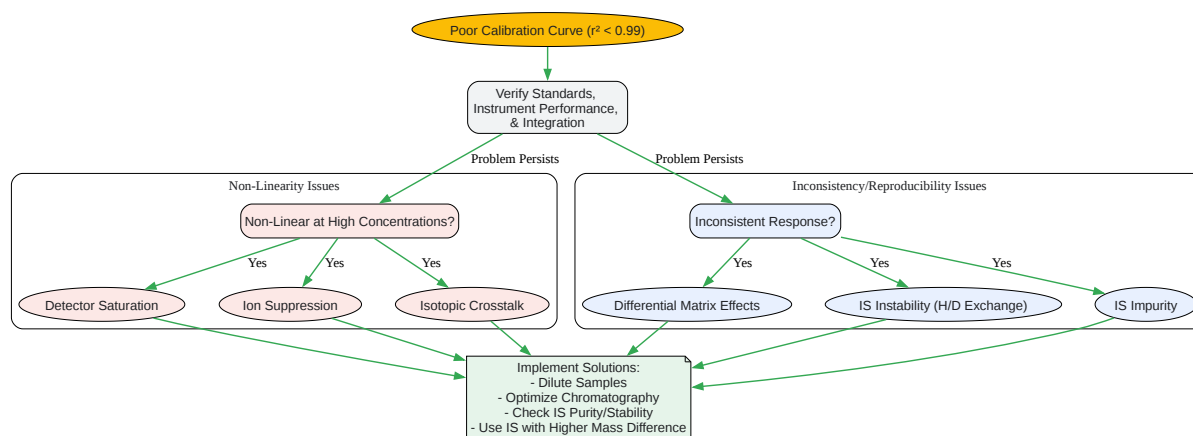 Poor Calibration Curve (r² < 0.99)
Verify Standards,
Instrument Performance,
& Integration
Problem Persists
Problem Persists
Non-Linearity Issues
Inconsistency/Reproducibility Issues
Non-Linear at High Concentrations?
Inconsistent Response?
Yes
Yes
Yes
Yes
Yes
Yes
Detector Saturation
Ion Suppression
Isotopic Crosstalk
Differential Matrix Effects
IS Instability (H/D Exchange)
IS Impurity
Implement Solutions:
- Dilute Samples
- Optimize Chromatography
- Check IS Purity/Stability
- Use IS with Higher Mass Difference